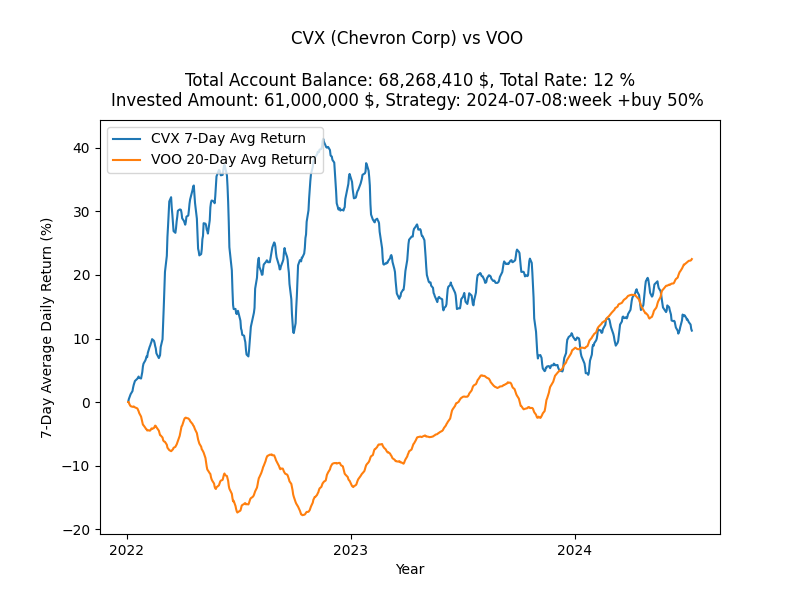 CVX (Chevron Corp) vs VOO
Total Account Balance: 68,268,410 $, Total Rate: 12 %
Invested Amount: 61,000,000 $, Strategy: 2024-07-08:week +buy 50%
CVX 7-Day Avg Return
VOO 20-Day Avg Return
7-Day Average Daily Return (%)
40
30
20
10
0
−10
−20
2022
2023
2024
Year